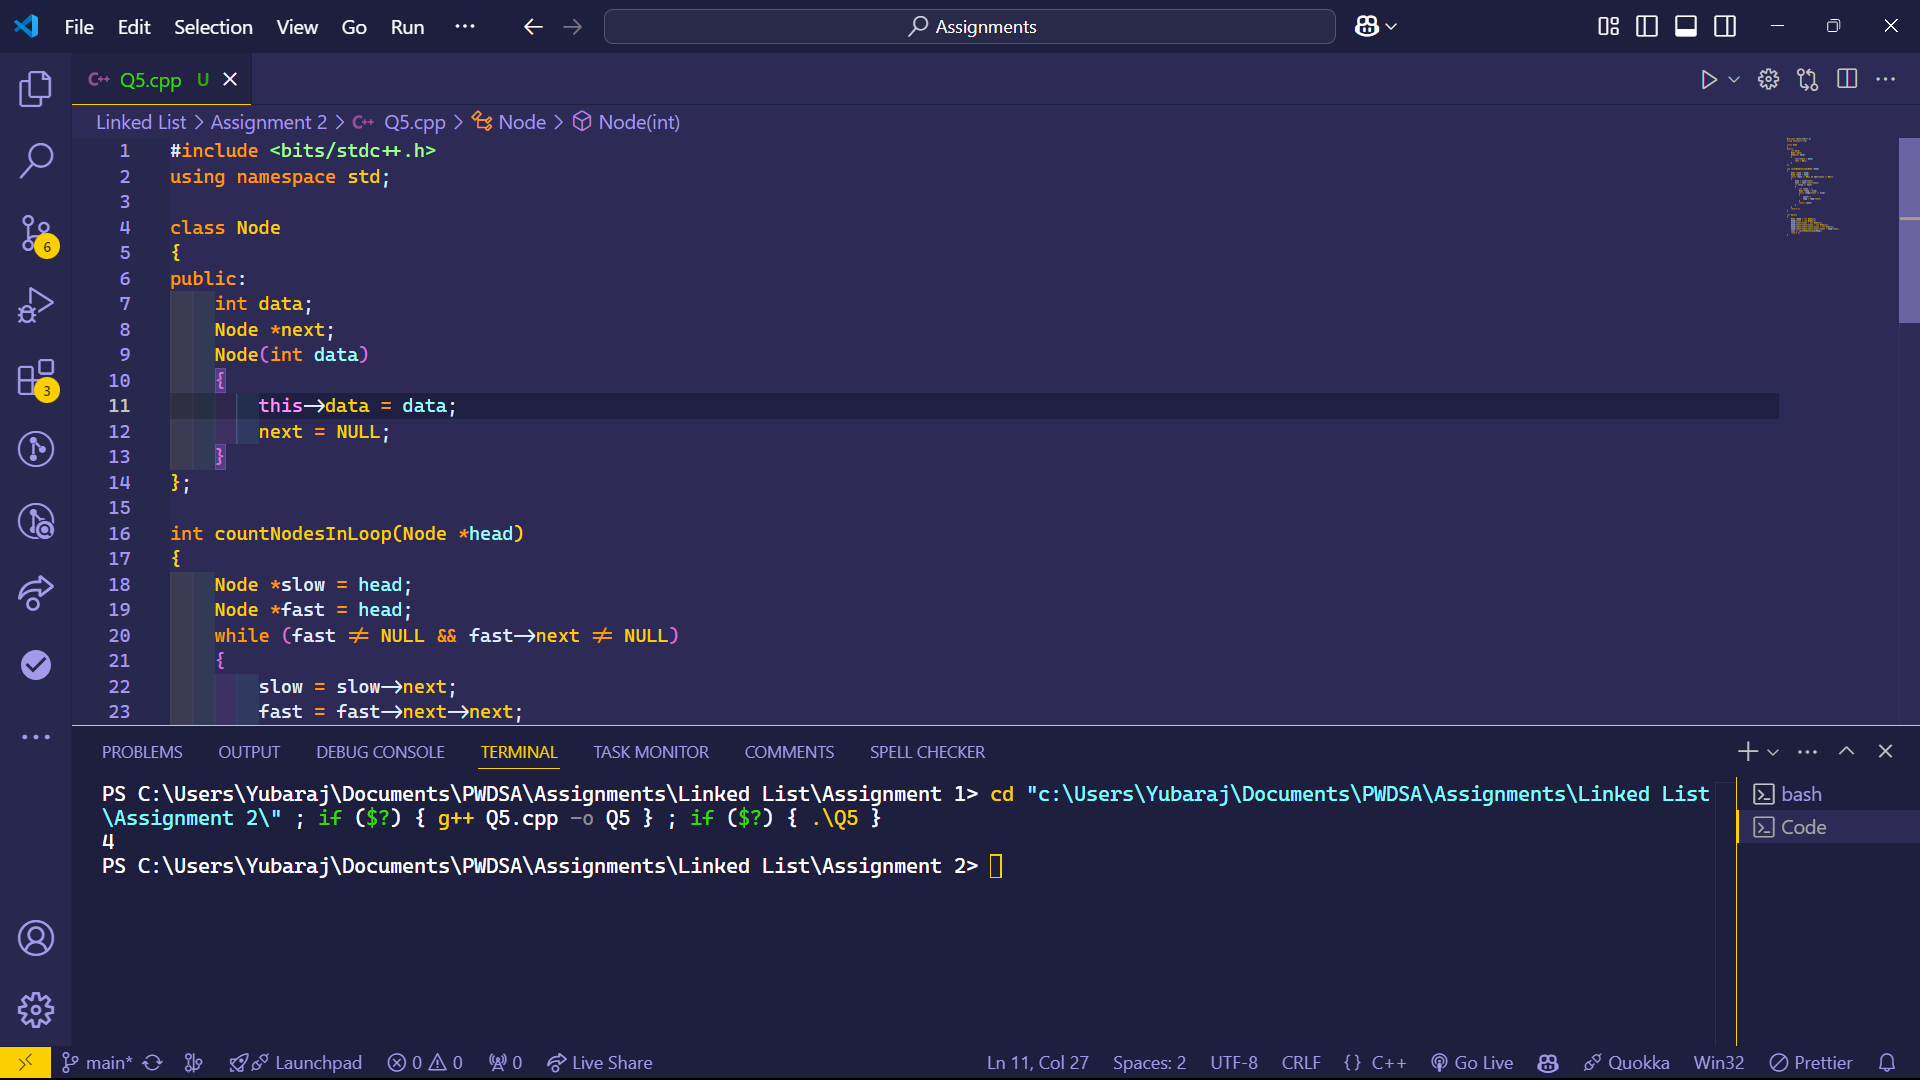 File Edit Selection View Go Run ··· Assignments
C++ Q5.cpp U
Linked List > Assignment 2 > C++ Q5.cpp > Node > Node(int)
1 #include <bits/stdc++.h>
2 using namespace std;
3
4 class Node
5 {
6 public:
7 int data;
8 Node *next;
9 Node(int data)
10 {
11 this->data = data;
12 next = NULL;
13 }
14 };
15
16 int countNodesInLoop(Node *head)
17 {
18 Node *slow = head;
19 Node *fast = head;
20 while (fast != NULL && fast->next != NULL)
21 {
22 slow = slow->next;
23 fast = fast->next->next;
6
3
PROBLEMS OUTPUT DEBUG CONSOLE TERMINAL TASK MONITOR COMMENTS SPELL CHECKER
PS C:\Users\Yubaraj\Documents\PWDSA\Assignments\Linked List\Assignment 1> cd "c:\Users\Yubaraj\Documents\PWDSA\Assignments\Linked List
\Assignment 2\" ; if ($?) { g++ Q5.cpp -o Q5 } ; if ($?) { .\Q5 }
4
PS C:\Users\Yubaraj\Documents\PWDSA\Assignments\Linked List\Assignment 2>
bash
Code
main* Launchpad 0 0 0 Live Share Ln 11, Col 27 Spaces: 2 UTF-8 CRLF {} C++ Go Live Quokka Win32 Prettier